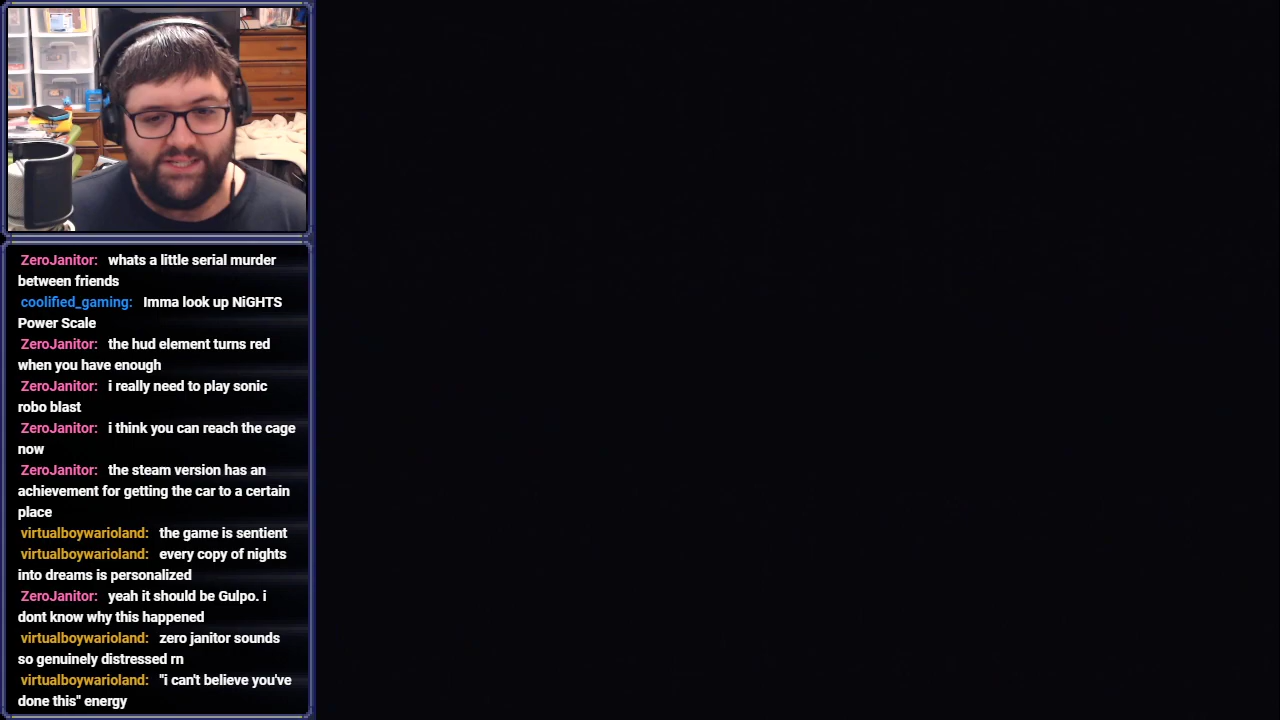 ZeroJanitor: whats a little serial murder
between friends
coolified_gaming: Imma look up NiGHTS
Power Scale
ZeroJanitor: the hud element turns red
when you have enough
ZeroJanitor: i really need to play sonic
robo blast
ZeroJanitor: i think you can reach the cage
now
ZeroJanitor: the steam version has an
achievement for getting the car to a certain
place
virtualboywarioland: the game is sentient
virtualboywarioland: every copy of nights
into dreams is personalized
ZeroJanitor: yeah it should be Gulpo. i
dont know why this happened
virtualboywarioland: zero janitor sounds
so genuinely distressed rn
virtualboywarioland: "i can't believe you've
done this" energy